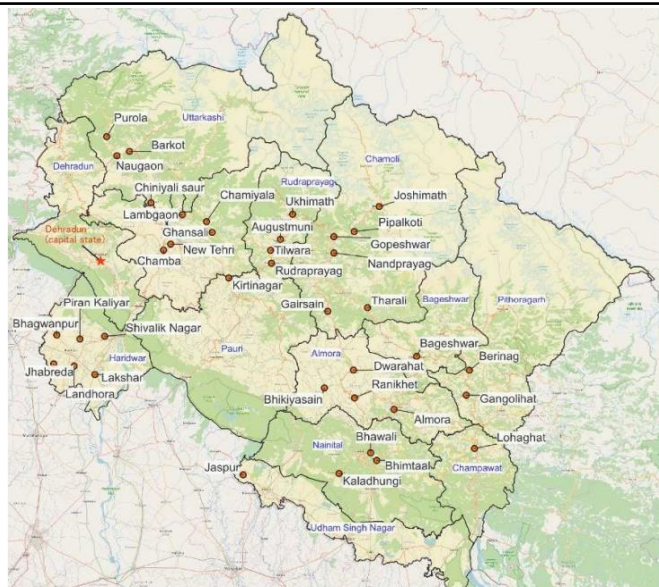 Purola
Uttarkashi
Barkot
Naugaon
Dehradun
Chamoli
Chiniyali saur
Rudraprayag
Chamiyala
Ukhimath
Joshimath
Lambgaon
Augustmuni
Pipalkoti
Ghansali
Dehradun
(capital state)
New Tehri
Tilwara
Gopeshwar
Chamba
Rudraprayag
Nandprayag
Kirtinagar
Piran Kaliyar
Gairsain
Tharali
Bageshwar
Pithoragarh
Bhagwanpur
Shivalik Nagar
Haridwar
Pauri
Almora
Bageshwar
Berinag
Jhabreda
Lakshar
Dwarahat
Landhora
Bhikiyasain
Ranikhet
Gangolihat
Almora
Nainital
Bhawali
Lohaghat
Jaspur
Bhimtaal
Champawat
Kaladhungi
Udham Singh Nagar